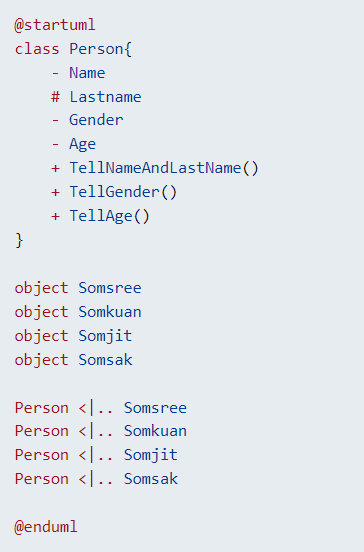 @startuml
class Person{
    - Name
    # Lastname
    - Gender
    - Age
    + TellNameAndLastName()
    + TellGender()
    + TellAge()
}

object Somsree
object Somkuan
object Somjit
object Somsak

Person <|.. Somsree
Person <|.. Somkuan
Person <|.. Somjit
Person <|.. Somsak

@enduml